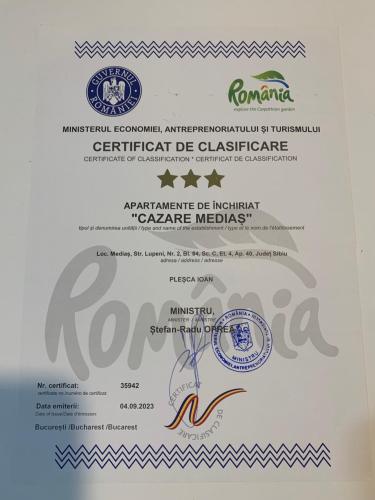 GUVERNUL ROMÂNIEI
România
explore the Carpathian garden
MINISTERUL ECONOMIEI, ANTREPRENORIATULUI ȘI TURISMULUI
CERTIFICAT DE CLASIFICARE
CERTIFICATE OF CLASSIFICATION * CERTIFICAT DE CLASSIFICATION
APARTAMENTE DE ÎNCHIRIAT
"CAZARE MEDIAȘ"
tipul și denumirea unității / type and name of the establishment / type et le nom de l'établissement
Loc. Mediaș, Str. Lupeni, Nr. 2, Bl. 94, Sc. C, Et. 4, Ap. 40, Județ Sibiu
adresa / address / adresse
PLEȘCA IOAN
România
MINISTRU,
MINISTER / MINISTRE
Ștefan-Radu OPREA
ROMÂNIA
MINISTRU
Nr. certificat: 35942
certificate no./numéro de certificat
Data emiterii: 04.09.2023
Date of issue/Date d'émission
București /Bucharest /Bucarest
CERTIFICAT
DE CLASIFICARE